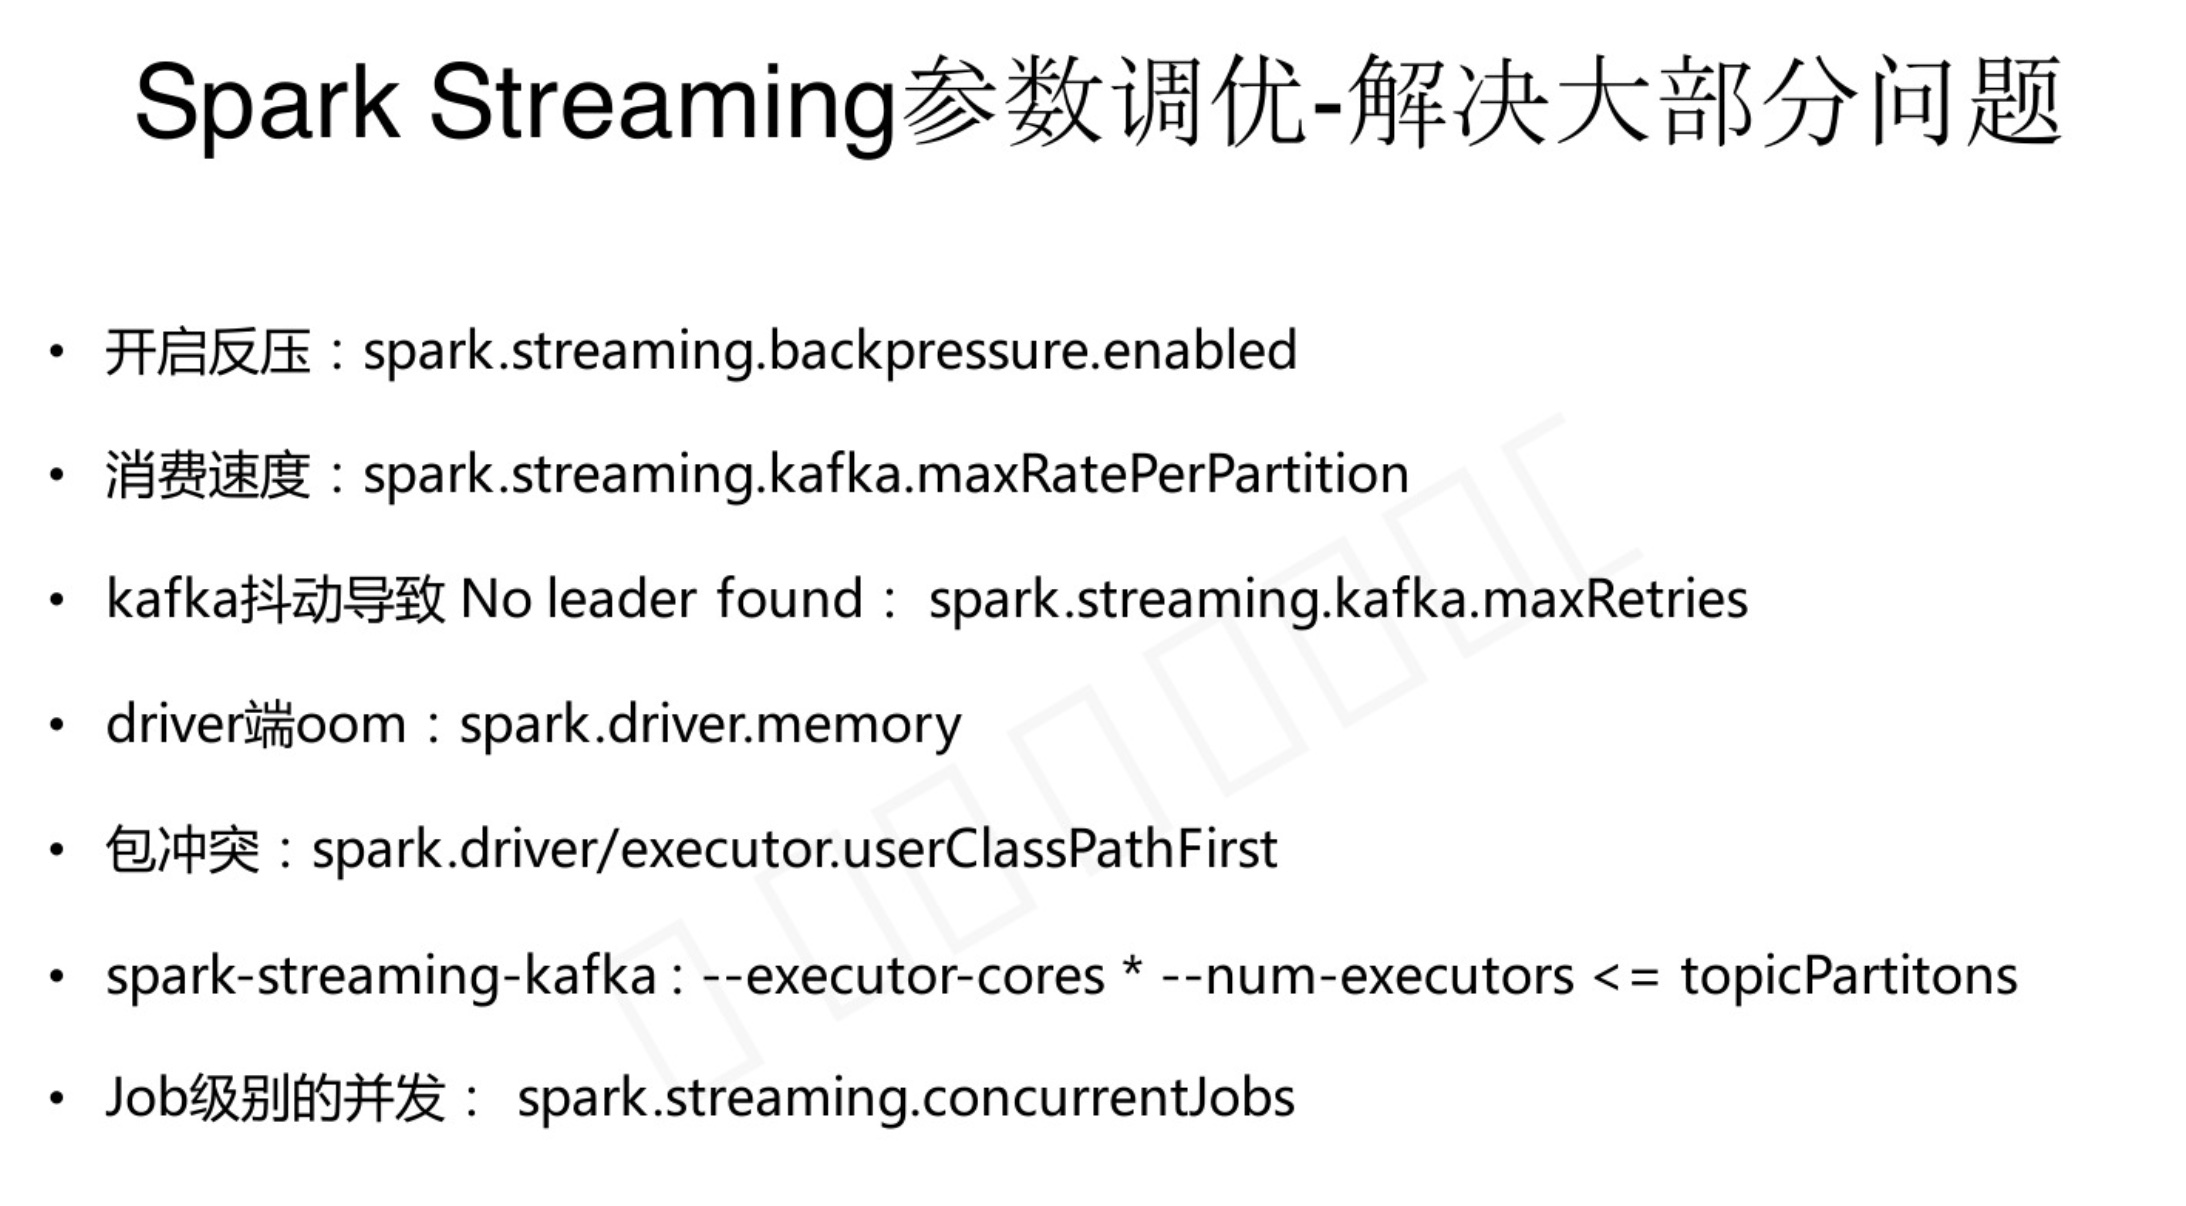 Spark Streaming参数调优-解决大部分问题
• 开启反压：spark.streaming.backpressure.enabled
• 消费速度：spark.streaming.kafka.maxRatePerPartition
• kafka抖动导致 No leader found： spark.streaming.kafka.maxRetries
• driver端oom：spark.driver.memory
• 包冲突：spark.driver/executor.userClassPathFirst
• spark-streaming-kafka : --executor-cores * --num-executors <= topicPartitons
• Job级别的并发： spark.streaming.concurrentJobs